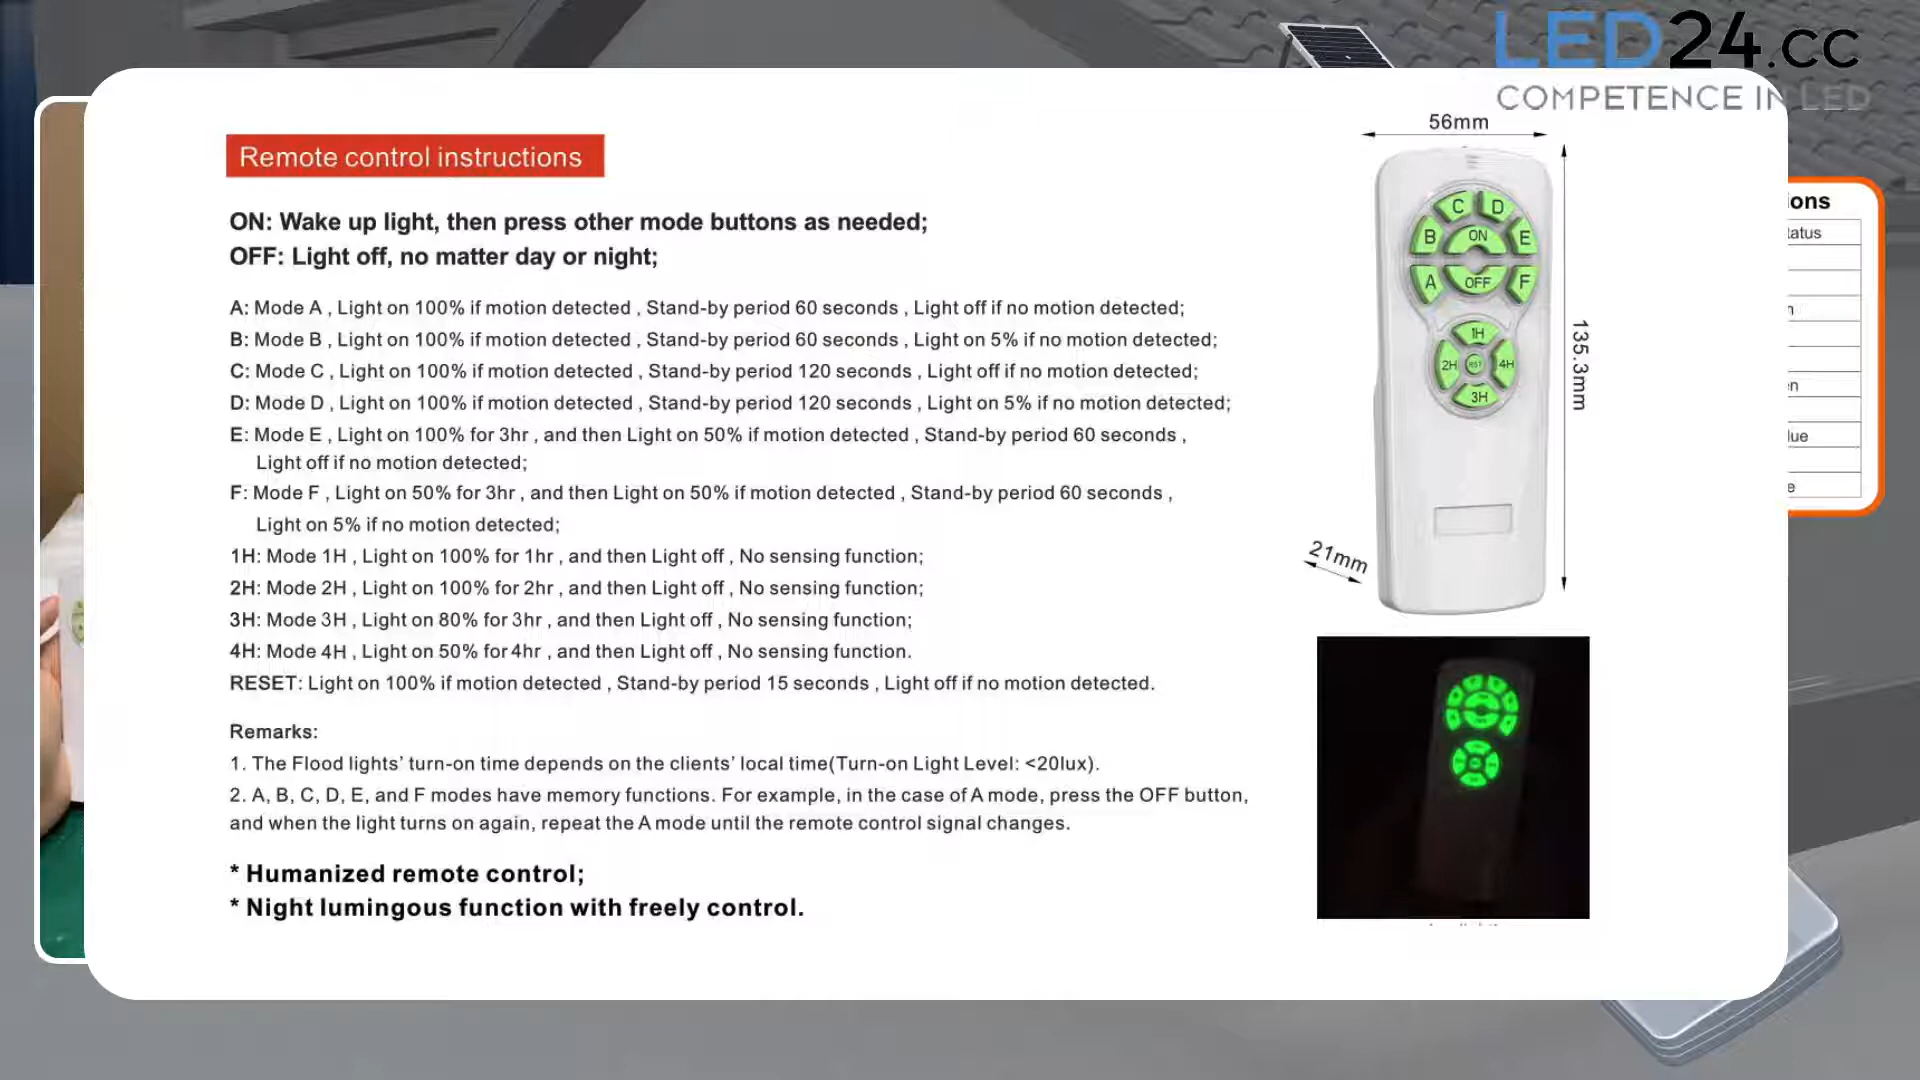 LED24.cc
COMPETENCE IN LED
56mm
Remote control instructions
ON: Wake up light, then press other mode buttons as needed;
OFF: Light off, no matter day or night;
A: Mode A , Light on 100% if motion detected , Stand-by period 60 seconds , Light off if no motion detected;
B: Mode B , Light on 100% if motion detected , Stand-by period 60 seconds , Light on 5% if no motion detected;
C: Mode C , Light on 100% if motion detected , Stand-by period 120 seconds , Light off if no motion detected;
D: Mode D , Light on 100% if motion detected , Stand-by period 120 seconds , Light on 5% if no motion detected;
E: Mode E , Light on 100% for 3hr , and then Light on 50% if motion detected , Stand-by period 60 seconds ,
Light off if no motion detected;
F: Mode F , Light on 50% for 3hr , and then Light on 50% if motion detected , Stand-by period 60 seconds ,
Light on 5% if no motion detected;
1H: Mode 1H , Light on 100% for 1hr , and then Light off , No sensing function;
2H: Mode 2H , Light on 100% for 2hr , and then Light off , No sensing function;
3H: Mode 3H , Light on 80% for 3hr , and then Light off , No sensing function;
4H: Mode 4H , Light on 50% for 4hr , and then Light off , No sensing function.
RESET: Light on 100% if motion detected , Stand-by period 15 seconds , Light off if no motion detected.
Remarks:
1. The Flood lights' turn-on time depends on the clients' local time(Turn-on Light Level: <20lux).
2. A, B, C, D, E, and F modes have memory functions. For example, in the case of A mode, press the OFF button,
and when the light turns on again, repeat the A mode until the remote control signal changes.
* Humanized remote control;
* Night lumingous function with freely control.
C D
B ON E
A OFF F
1H
2H RST 4H
3H
135.3mm
21mm
ons
tatus
en
lue
e